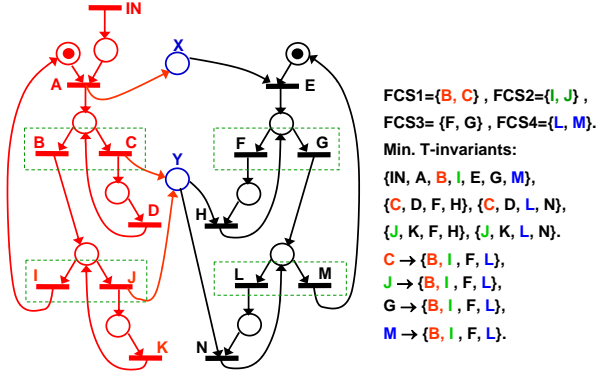 IN
X
A
E
B
C
F
G
Y
D
H
I
J
L
M
K
N
FCS1={B, C} , FCS2={I, J} ,
FCS3= {F, G} , FCS4={L, M}.
Min. T-invariants:
{IN, A, B, I, E, G, M},
{C, D, F, H}, {C, D, L, N},
{J, K, F, H}, {J, K, L, N}.
C → {B, I , F, L},
J → {B, I , F, L},
G → {B, I , F, L},
M → {B, I , F, L}.